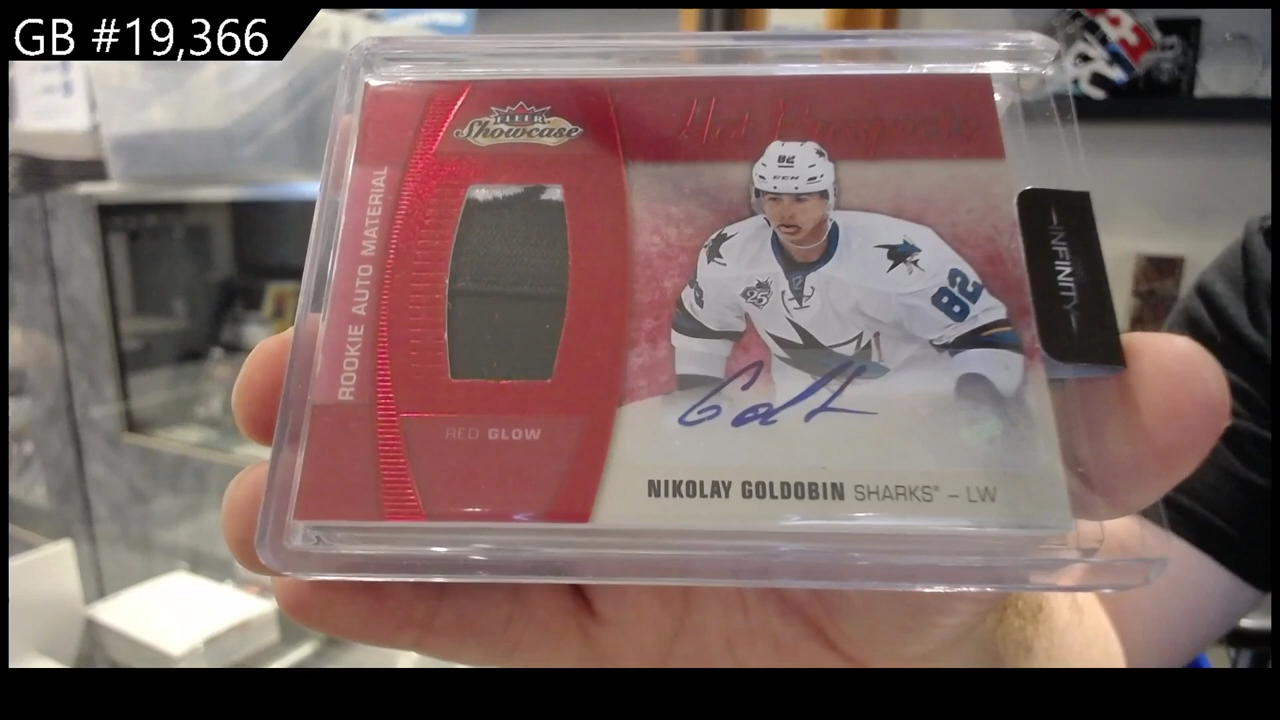 GB #19,366
FLEER
Showcase
Hot Prospects
ROOKIE AUTO MATERIAL
82
CCM
25
82
INFINITY
RED GLOW
NIKOLAY GOLDOBIN SHARKS® – LW